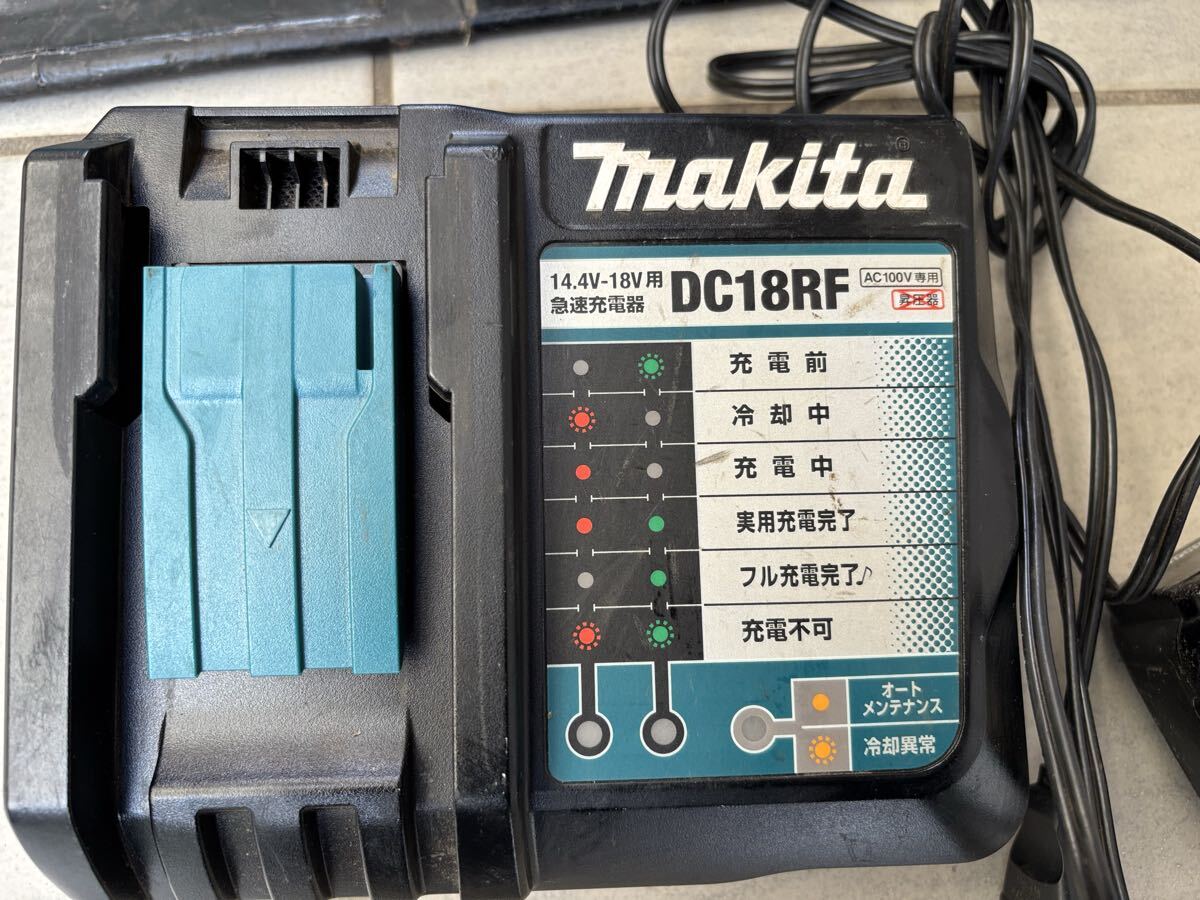 makita
14.4V-18V用
急速充電器
DC18RF
AC100V専用
昇圧器
充電前
冷却中
充電中
実用充電完了
フル充電完了♪
充電不可
オート
メンテナンス
冷却異常